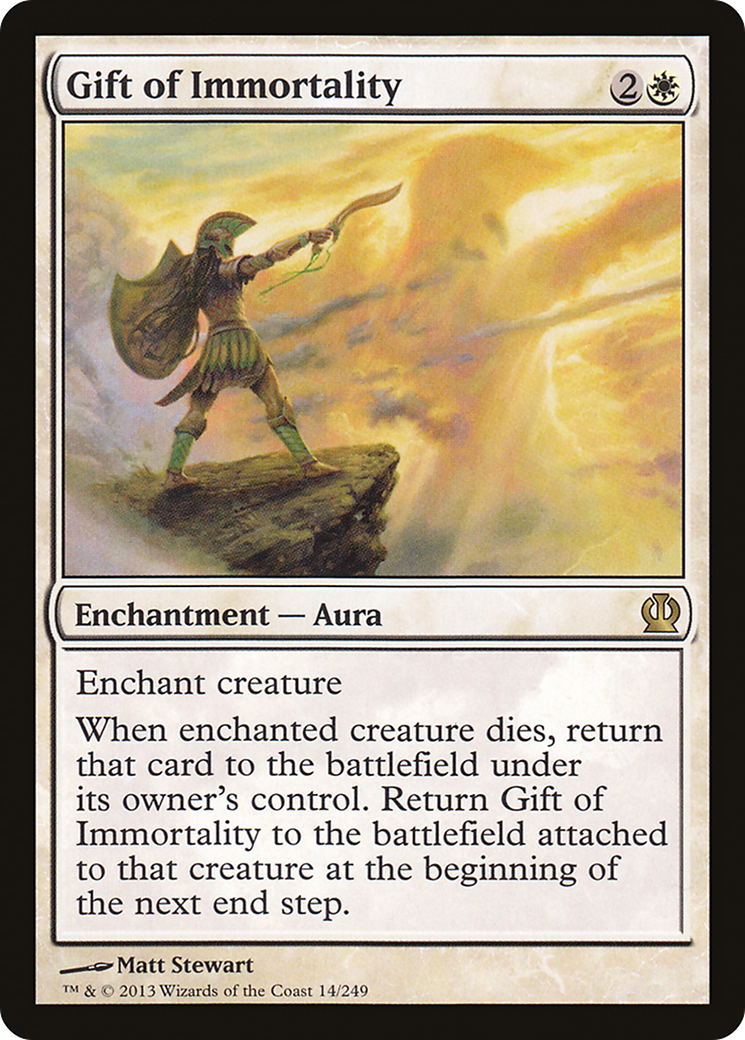 Gift of Immortality 2
Enchantment — Aura
Enchant creature
When enchanted creature dies, return
that card to the battlefield under
its owner's control. Return Gift of
Immortality to the battlefield attached
to that creature at the beginning of
the next end step.
Matt Stewart
™ & © 2013 Wizards of the Coast 14/249